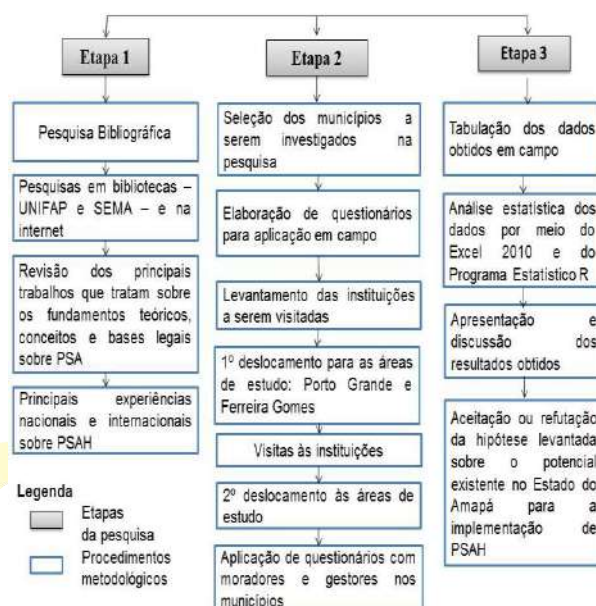 Etapa 1
Pesquisa Bibliográfica
Pesquisas em bibliotecas –
UNIFAP e SEMA – e na
internet
Revisão dos principais
trabalhos que tratam sobre
os fundamentos teóricos,
conceitos e bases legais
sobre PSA
Principais experiências
nacionais e internacionais
sobre PSAH
Legenda
Etapas
da pesquisa
Procedimentos
metodológicos
Etapa 2
Seleção dos municípios a
serem investigados na
pesquisa
Elaboração de questionários
para aplicação em campo
Levantamento das instituições
a serem visitadas
1º deslocamento para as áreas
de estudo: Porto Grande e
Ferreira Gomes
Visitas às instituições
2º deslocamento às áreas de
estudo
Aplicação de questionários com
moradores e gestores nos
municípios
Etapa 3
Tabulação dos dados
obtidos em campo
Análise estatística dos
dados por meio do
Excel 2010 e do
Programa Estatístico R
Apresentação e
discussão dos
resultados obtidos
Aceitação ou refutação
da hipótese levantada
sobre o potencial
existente no Estado do
Amapá para a
implementação de
PSAH